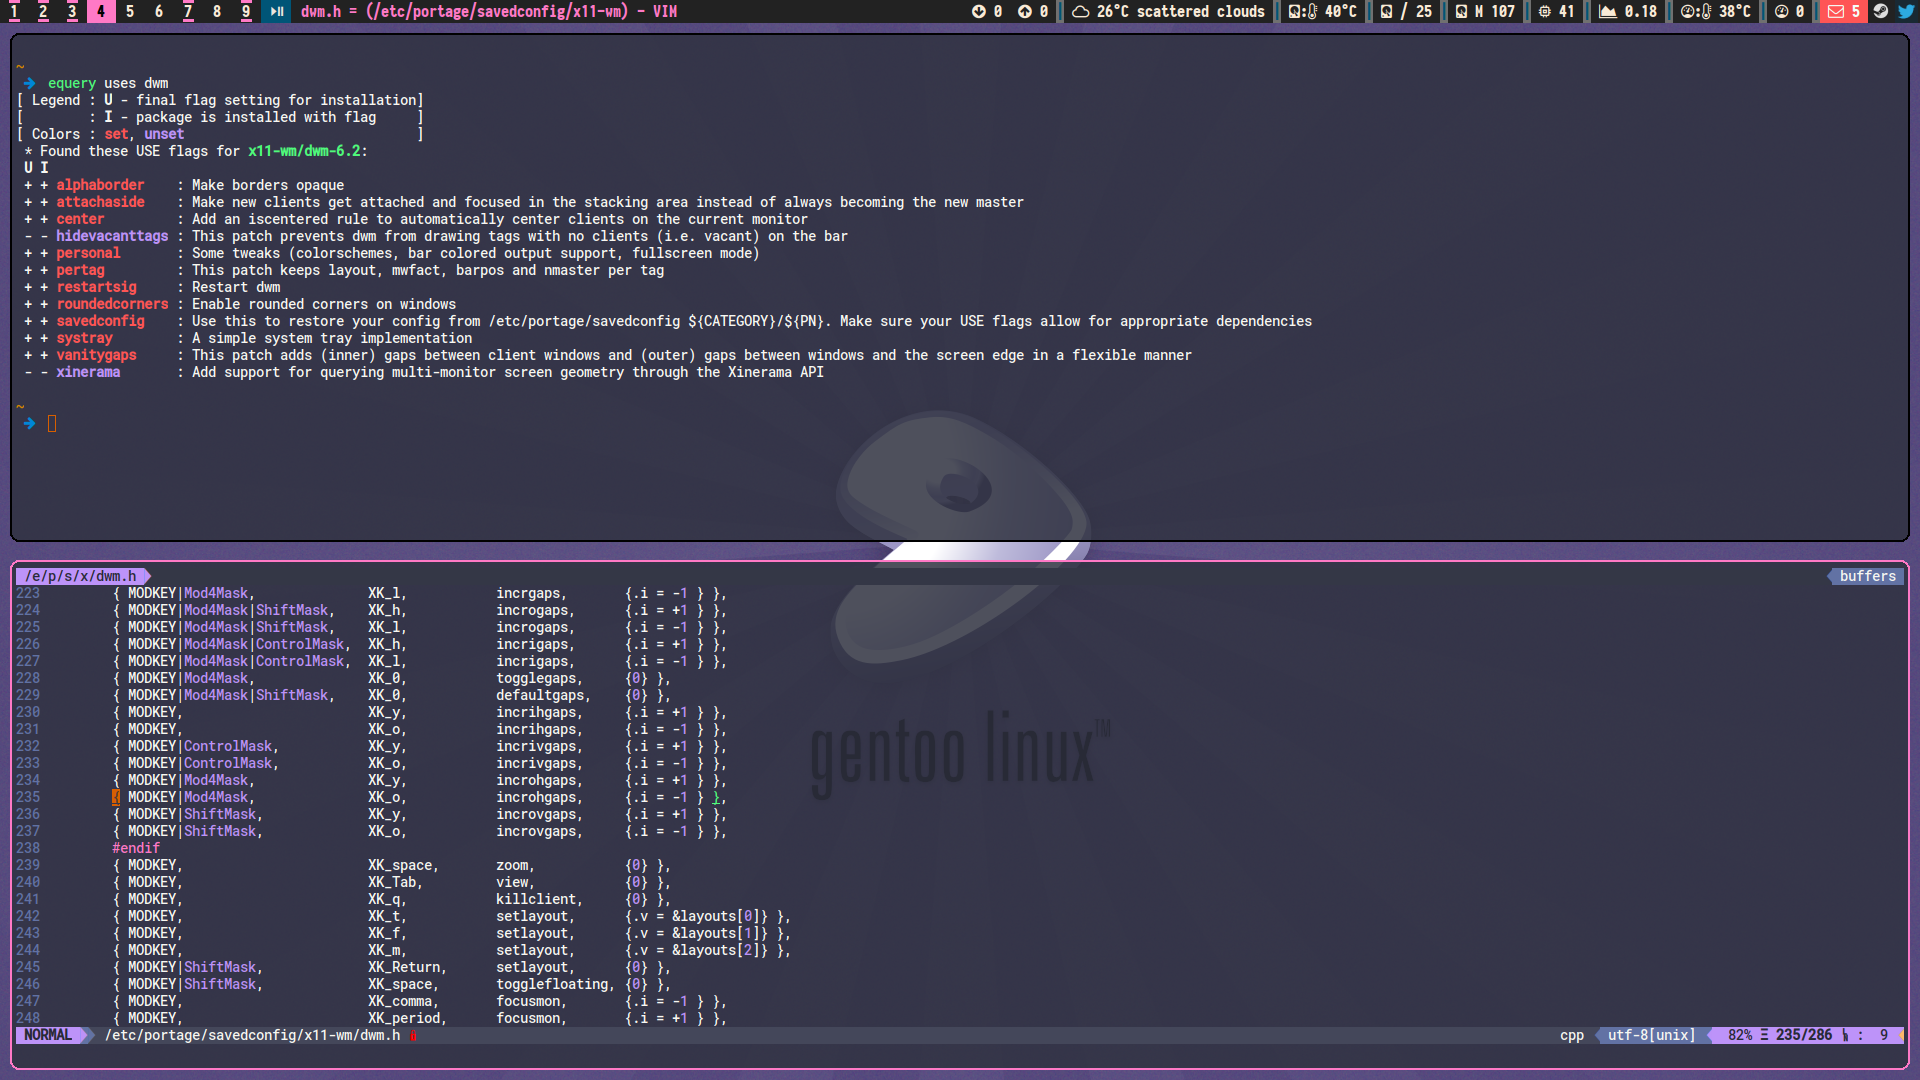 1 2 3 4 5 6 7 8 9 dwm.h = (/etc/portage/savedconfig/x11-wm) - VIM 0 0 26°C scattered clouds : 40°C / 25 M 107 41 0.18 : 38°C 0 5
~
equery uses dwm
[ Legend : U - final flag setting for installation]
[ : I - package is installed with flag ]
[ Colors : set, unset ]
* Found these USE flags for x11-wm/dwm-6.2:
U I
+ + alphaborder : Make borders opaque
+ + attachaside : Make new clients get attached and focused in the stacking area instead of always becoming the new master
+ + center : Add an iscentered rule to automatically center clients on the current monitor
- - hidevacanttags : This patch prevents dwm from drawing tags with no clients (i.e. vacant) on the bar
+ + personal : Some tweaks (colorschemes, bar colored output support, fullscreen mode)
+ + pertag : This patch keeps layout, mwfact, barpos and nmaster per tag
+ + restartsig : Restart dwm
+ + roundedcorners : Enable rounded corners on windows
+ + savedconfig : Use this to restore your config from /etc/portage/savedconfig ${CATEGORY}/${PN}. Make sure your USE flags allow for appropriate dependencies
+ + systray : A simple system tray implementation
+ + vanitygaps : This patch adds (inner) gaps between client windows and (outer) gaps between windows and the screen edge in a flexible manner
- - xinerama : Add support for querying multi-monitor screen geometry through the Xinerama API
~
/e/p/s/x/dwm.h buffers
223 { MODKEY|Mod4Mask, XK_l, incrgaps, {.i = -1 } },
224 { MODKEY|Mod4Mask|ShiftMask, XK_h, incrogaps, {.i = +1 } },
225 { MODKEY|Mod4Mask|ShiftMask, XK_l, incrogaps, {.i = -1 } },
226 { MODKEY|Mod4Mask|ControlMask, XK_h, incrigaps, {.i = +1 } },
227 { MODKEY|Mod4Mask|ControlMask, XK_l, incrigaps, {.i = -1 } },
228 { MODKEY|Mod4Mask, XK_0, togglegaps, {0} },
229 { MODKEY|Mod4Mask|ShiftMask, XK_0, defaultgaps, {0} },
230 { MODKEY, XK_y, incrihgaps, {.i = +1 } },
231 { MODKEY, XK_o, incrihgaps, {.i = -1 } },
232 { MODKEY|ControlMask, XK_y, incrivgaps, {.i = +1 } },
233 { MODKEY|ControlMask, XK_o, incrivgaps, {.i = -1 } },
234 { MODKEY|Mod4Mask, XK_y, incrohgaps, {.i = +1 } },
235 { MODKEY|Mod4Mask, XK_o, incrohgaps, {.i = -1 } },
236 { MODKEY|ShiftMask, XK_y, incrovgaps, {.i = +1 } },
237 { MODKEY|ShiftMask, XK_o, incrovgaps, {.i = -1 } },
238 #endif
239 { MODKEY, XK_space, zoom, {0} },
240 { MODKEY, XK_Tab, view, {0} },
241 { MODKEY, XK_q, killclient, {0} },
242 { MODKEY, XK_t, setlayout, {.v = &layouts[0]} },
243 { MODKEY, XK_f, setlayout, {.v = &layouts[1]} },
244 { MODKEY, XK_m, setlayout, {.v = &layouts[2]} },
245 { MODKEY|ShiftMask, XK_Return, setlayout, {0} },
246 { MODKEY|ShiftMask, XK_space, togglefloating, {0} },
247 { MODKEY, XK_comma, focusmon, {.i = -1 } },
248 { MODKEY, XK_period, focusmon, {.i = +1 } },
gentoo linux™
NORMAL /etc/portage/savedconfig/x11-wm/dwm.h cpp utf-8[unix] 82% Ξ 235/286 : 9